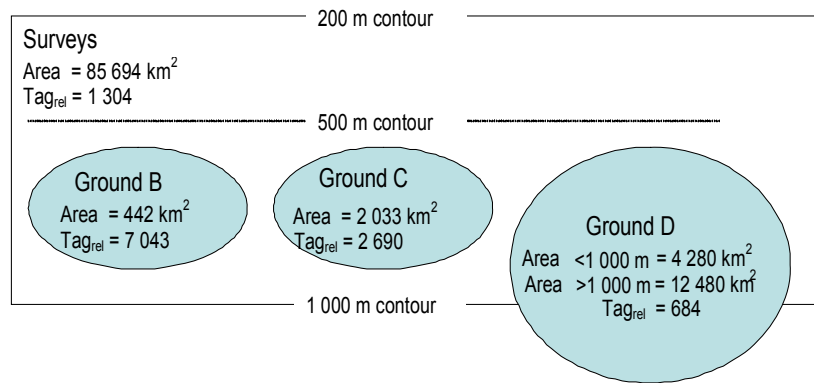 200 m contour
Surveys
Area = 85 694 km²
Tagrel = 1 304
500 m contour
Ground B
Area = 442 km²
Tagrel = 7 043
Ground C
Area = 2 033 km²
Tagrel = 2 690
Ground D
Area <1 000 m = 4 280 km²
Area >1 000 m = 12 480 km²
Tagrel = 684
1 000 m contour